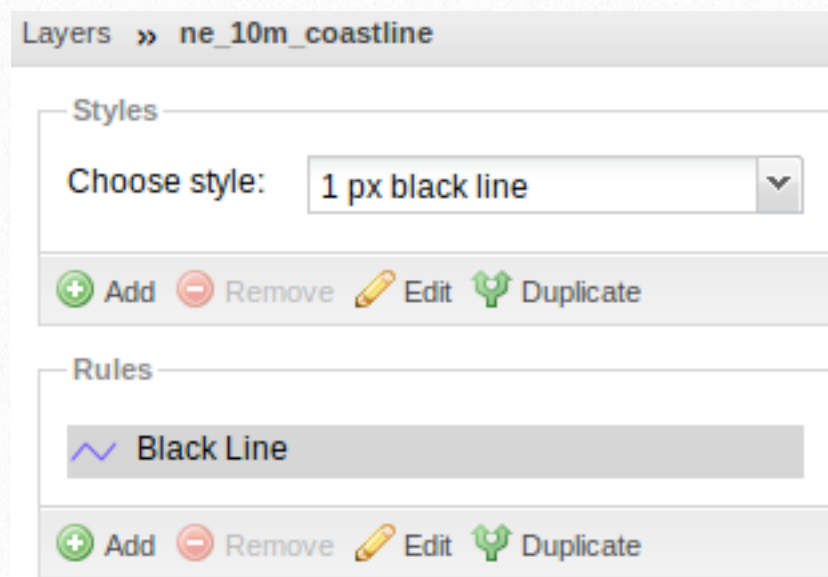 Layers » ne_10m_coastline
Styles
Choose style: 1 px black line
Add Remove Edit Duplicate
Rules
Black Line
Add Remove Edit Duplicate